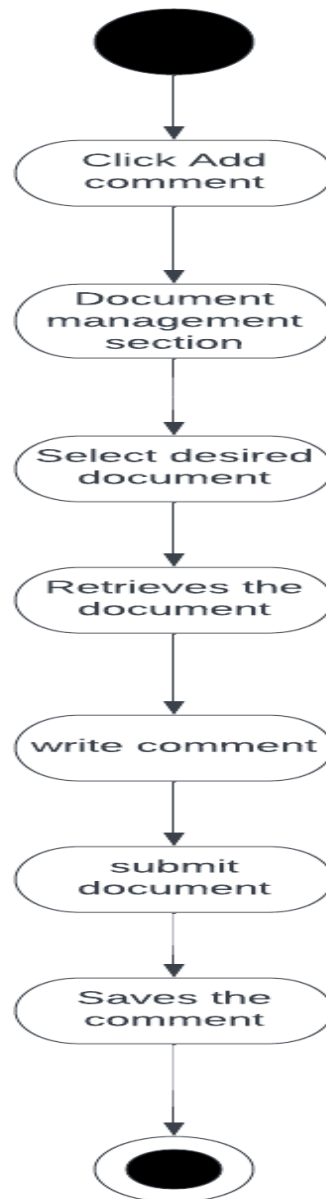 Click Add
comment
Document
management
section
Select desired
document
Retrieves the
document
write comment
submit
document
Saves the
comment